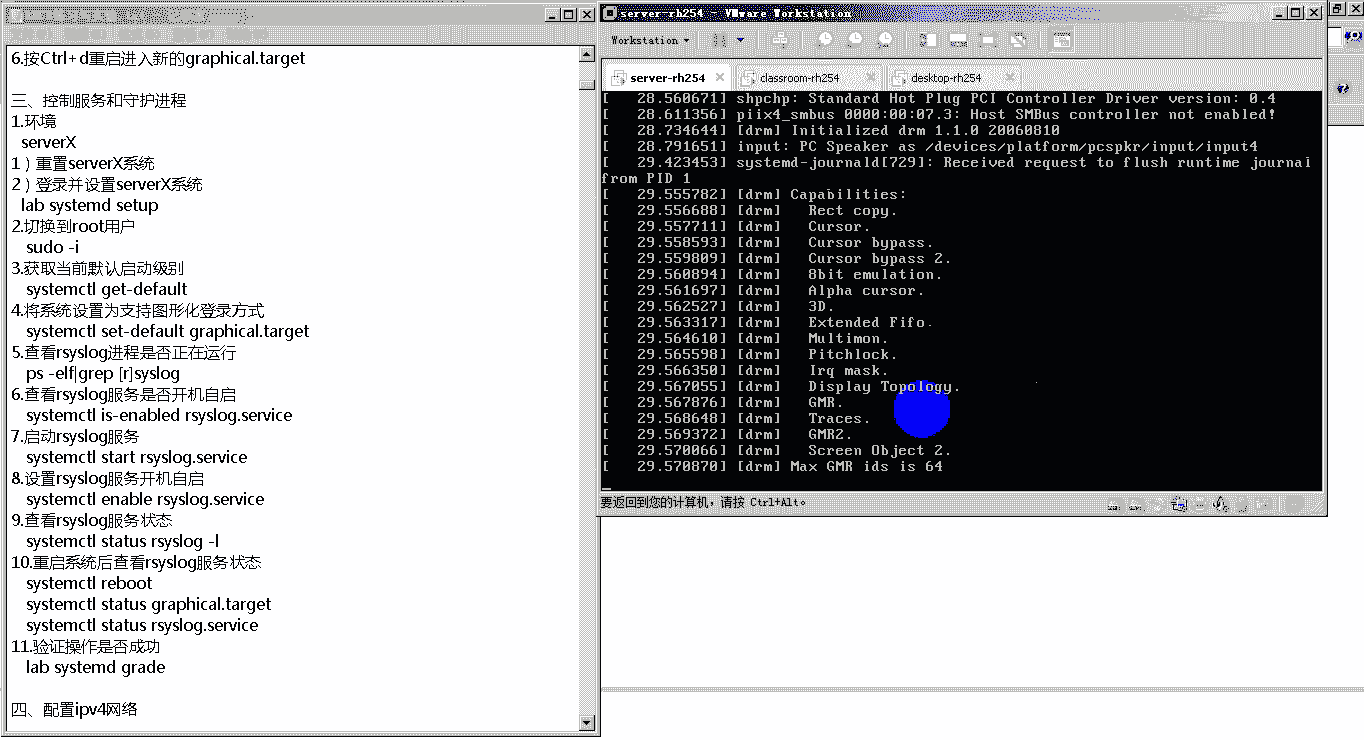 6.按Ctrl+d重启进入新的graphical.target
三、控制服务和守护进程
1.环境
serverX
1）重置serverX系统
2）登录并设置serverX系统
lab systemd setup
2.切换到root用户
sudo -i
3.获取当前默认启动级别
systemctl get-default
4.将系统设置为支持图形化登录方式
systemctl set-default graphical.target
5.查看rsyslog进程是否正在运行
ps -elf|grep [r]syslog
6.查看rsyslog服务是否开机自启
systemctl is-enabled rsyslog.service
7.启动rsyslog服务
systemctl start rsyslog.service
8.设置rsyslog服务开机自启
systemctl enable rsyslog.service
9.查看rsyslog服务状态
systemctl status rsyslog -l
10.重启系统后查看rsyslog服务状态
systemctl reboot
systemctl status graphical.target
systemctl status rsyslog.service
11.验证操作是否成功
lab systemd grade
四、配置ipv4网络
server-rh254 - VMware Workstation
Workstation
server-rh254 classroom-rh254 desktop-rh254
[   28.560671] shpchp: Standard Hot Plug PCI Controller Driver version: 0.4
[   28.611356] piix4_smbus 0000:00:07.3: Host SMBus controller not enabled!
[   28.734644] [drm] Initialized drm 1.1.0 20060810
[   28.791651] input: PC Speaker as /devices/platform/pcspkr/input/input4
[   29.423453] systemd-journald[729]: Received request to flush runtime journal
from PID 1
[   29.555782] [drm] Capabilities:
[   29.556688] [drm]   Rect copy.
[   29.557711] [drm]   Cursor.
[   29.558593] [drm]   Cursor bypass.
[   29.559809] [drm]   Cursor bypass 2.
[   29.560894] [drm]   8bit emulation.
[   29.561697] [drm]   Alpha cursor.
[   29.562527] [drm]   3D.
[   29.563317] [drm]   Extended Fifo.
[   29.564610] [drm]   Multimon.
[   29.565598] [drm]   Pitchlock.
[   29.566350] [drm]   Irq mask.
[   29.567055] [drm]   Display Topology.
[   29.567876] [drm]   GMR.
[   29.568648] [drm]   Traces.
[   29.569372] [drm]   GMR2.
[   29.570066] [drm]   Screen Object 2.
[   29.570870] [drm] Max GMR ids is 64
要返回到您的计算机，请按 Ctrl+Alt。